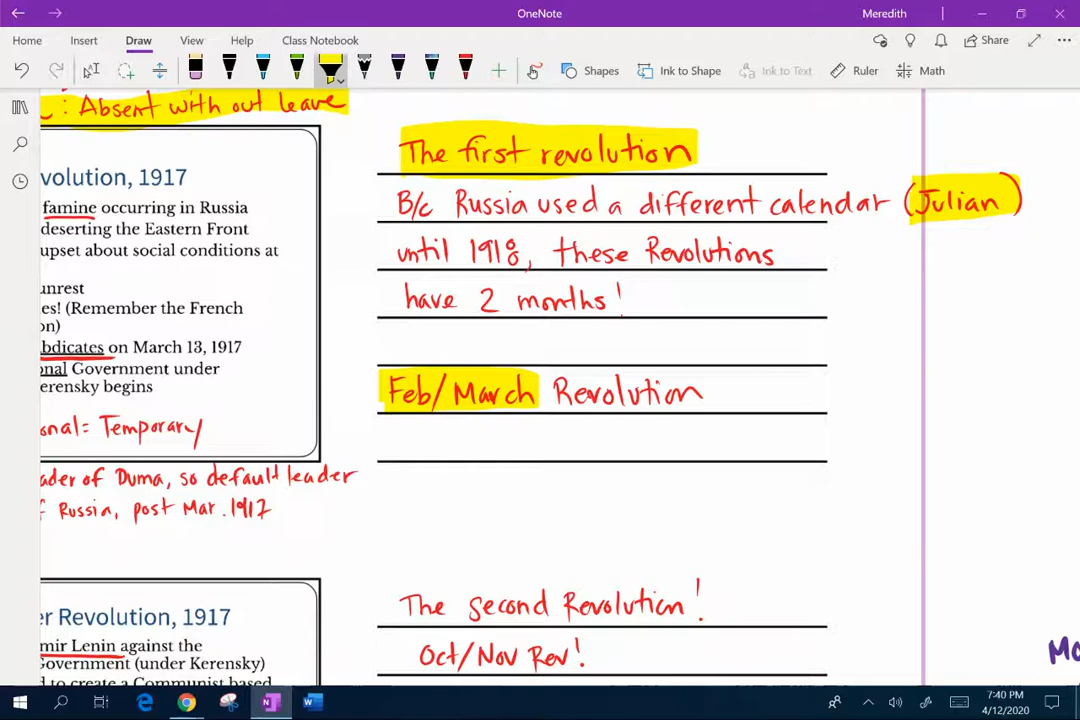 OneNote
Meredith
Home Insert Draw View Help Class Notebook
Share
Shapes
Ink to Shape
Ink to Text
Ruler
Math
: Absent with out leave
volution, 1917
famine occurring in Russia
deserting the Eastern Front
upset about social conditions at
unrest
es! (Remember the French
on)
bdicates on March 13, 1917
onal Government under
erensky begins
onal= Temporary
ader of Duma, so default leader
f Russia, post Mar. 1917
The first revolution
B/c Russia used a different calendar (Julian)
until 1918, these Revolutions
have 2 months!
Feb/March Revolution
er Revolution, 1917
mir Lenin against the
Government (under Kerensky)
d to create a Communist based
The second Revolution!
Oct/Nov Rev!
Mo
7:40 PM
4/12/2020